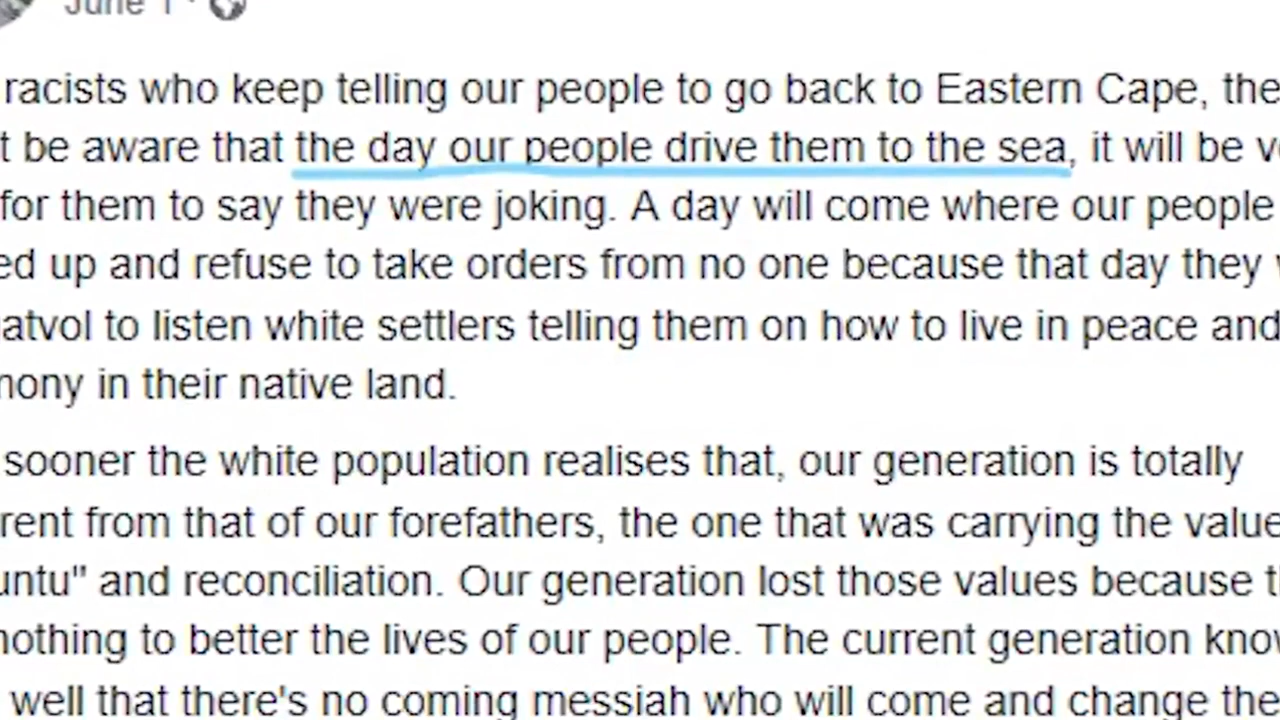 June 1 ·
racists who keep telling our people to go back to Eastern Cape, the
t be aware that the day our people drive them to the sea, it will be v
for them to say they were joking. A day will come where our people
ed up and refuse to take orders from no one because that day they
atvol to listen white settlers telling them on how to live in peace and
mony in their native land.
sooner the white population realises that, our generation is totally
rent from that of our forefathers, the one that was carrying the value
untu" and reconciliation. Our generation lost those values because t
nothing to better the lives of our people. The current generation know
well that there's no coming messiah who will come and change the